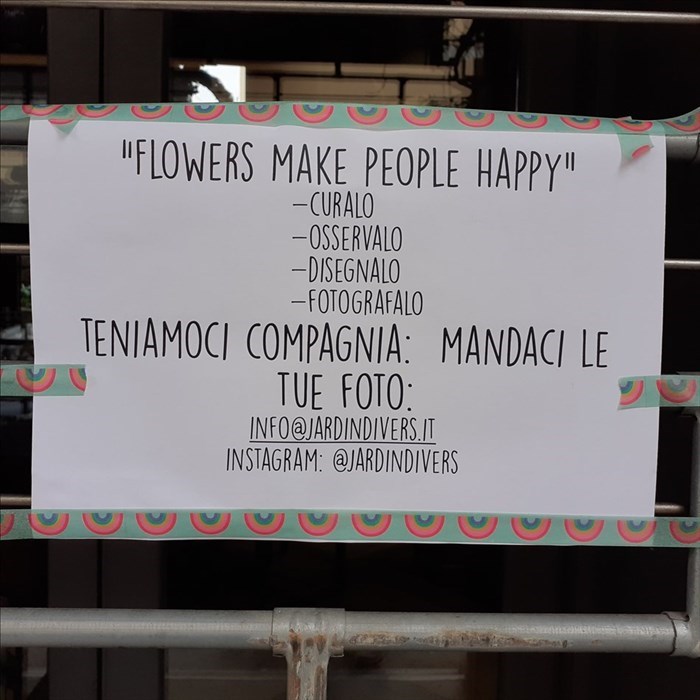 "FLOWERS MAKE PEOPLE HAPPY"
-CURALO
-OSSERVALO
-DISEGNALO
-FOTOGRAFALO
TENIAMOCI COMPAGNIA: MANDACI LE
TUE FOTO:
INFO@JARDINDIVERS.IT
INSTAGRAM: @JARDINDIVERS